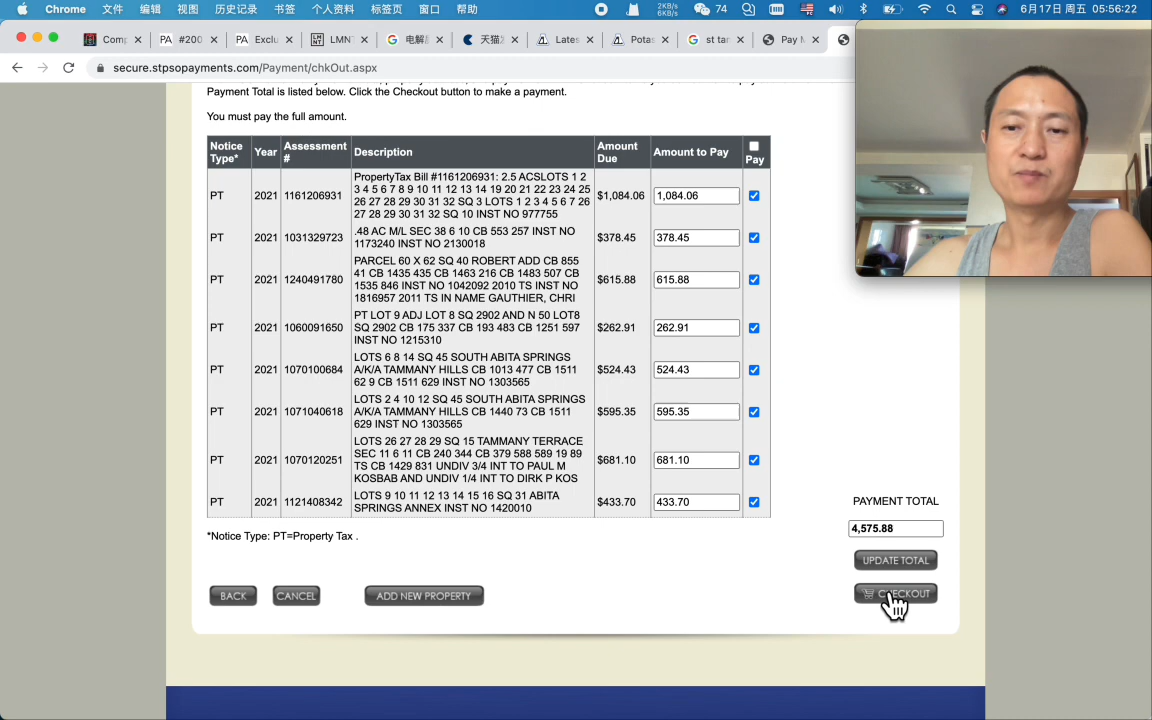 Chrome 文件 编辑 视图 历史记录 书签 个人资料 标签页 窗口 帮助 2KB/s 6KB/s 74 6月17日 周五 05:56:22
Comp #200 Exclu LMN 电解 天猫 Lates Potas st tar Pay M
secure.stpsopayments.com/Payment/chkOut.aspx
Payment Total is listed below. Click the Checkout button to make a payment.
You must pay the full amount.
Notice Type* Year Assessment # Description Amount Due Amount to Pay Pay
PT 2021 1161206931 PropertyTax Bill #1161206931: 2.5 ACSLOTS 1 2
3 4 5 6 7 8 9 10 11 12 13 14 19 20 21 22 23 24 25
26 27 28 29 30 31 32 SQ 3 LOTS 1 2 3 4 5 6 7 26
27 28 29 30 31 32 SQ 10 INST NO 977755
$1,084.06 1,084.06
PT 2021 1031329723 .48 AC M/L SEC 38 6 10 CB 553 257 INST NO
1173240 INST NO 2130018
$378.45 378.45
PT 2021 1240491780 PARCEL 60 X 62 SQ 40 ROBERT ADD CB 855
41 CB 1435 435 CB 1463 216 CB 1483 507 CB
1535 846 INST NO 1042092 2010 TS INST NO
1816957 2011 TS IN NAME GAUTHIER, CHRI
$615.88 615.88
PT 2021 1060091650 PT LOT 9 ADJ LOT 8 SQ 2902 AND N 50 LOT8
SQ 2902 CB 175 337 CB 193 483 CB 1251 597
INST NO 1215310
$262.91 262.91
PT 2021 1070100684 LOTS 6 8 14 SQ 45 SOUTH ABITA SPRINGS
A/K/A TAMMANY HILLS CB 1013 477 CB 1511
62 9 CB 1511 629 INST NO 1303565
$524.43 524.43
PT 2021 1071040618 LOTS 2 4 10 12 SQ 45 SOUTH ABITA SPRINGS
A/K/A TAMMANY HILLS CB 1440 73 CB 1511
629 INST NO 1303565
$595.35 595.35
PT 2021 1070120251 LOTS 26 27 28 29 SQ 15 TAMMANY TERRACE
SEC 11 6 11 CB 240 344 CB 379 588 589 19 89
TS CB 1429 831 UNDIV 3/4 INT TO PAUL M
KOSBAB AND UNDIV 1/4 INT TO DIRK P KOS
$681.10 681.10
PT 2021 1121408342 LOTS 9 10 11 12 13 14 15 16 SQ 31 ABITA
SPRINGS ANNEX INST NO 1420010
$433.70 433.70
PAYMENT TOTAL
4,575.88
*Notice Type: PT=Property Tax .
UPDATE TOTAL
BACK CANCEL ADD NEW PROPERTY CHECKOUT